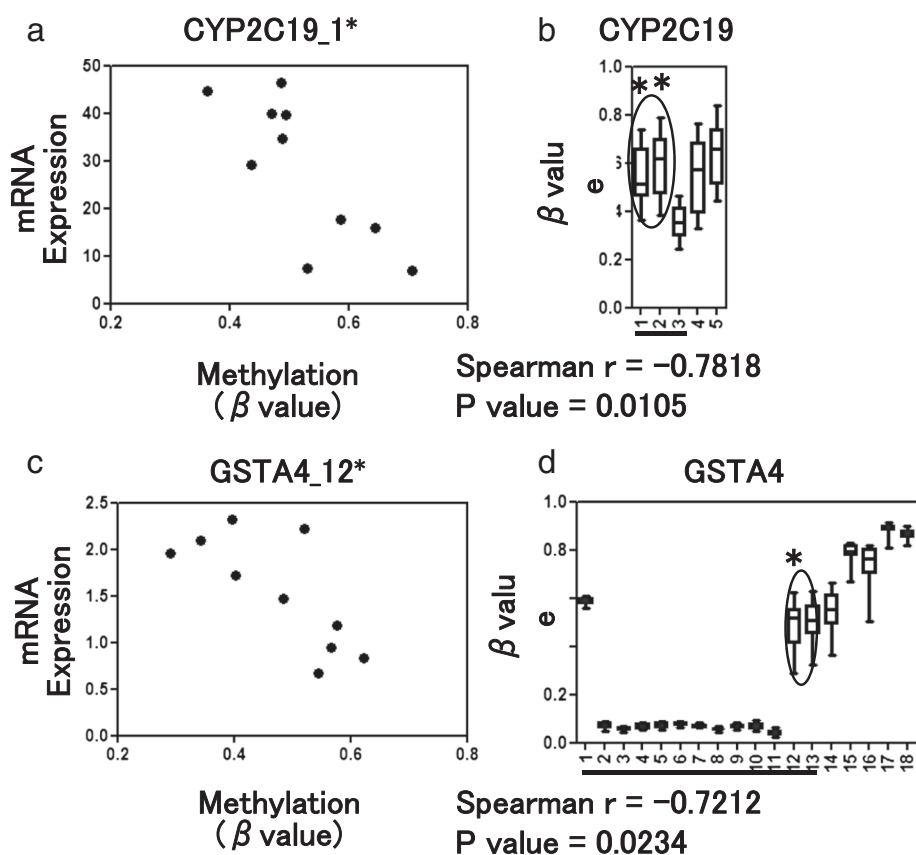 a CYP2C19_1*
mRNA
Expression
50
40
30
20
10
0
0.2 0.4 0.6 0.8
Methylation
(β value)
b CYP2C19
β valu
e
1.0
0.8
6
4
0.2
0.0
* *
1 2 3 4 5
Spearman r = −0.7818
P value = 0.0105
c GSTA4_12*
mRNA
Expression
2.5
2.0
1.5
1.0
0.5
0.0
0.2 0.4 0.6 0.8
Methylation
(β value)
d GSTA4
β valu
e
1.0
0.8
0.2
0.0
*
1 2 3 4 5 6 7 8 9 10 11 12 13 14 15 16 17 18
Spearman r = −0.7212
P value = 0.0234